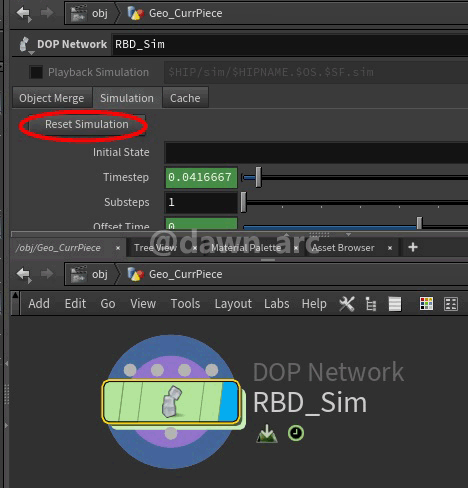 obj Geo_CurrPiece
DOP Network RBD_Sim
Playback Simulation $HIP/sim/$HIPNAME.$OS.$SF.sim
Object Merge Simulation Cache
Reset Simulation
Initial State
Timestep 0.0416667
Substeps 1
Offset Time 0
@dawn_arc
/obj/Geo_CurrPiece × Tree View × Material Palette × Asset Browser × +
obj Geo_CurrPiece
Add Edit Go View Tools Layout Labs Help
DOP Network
RBD_Sim